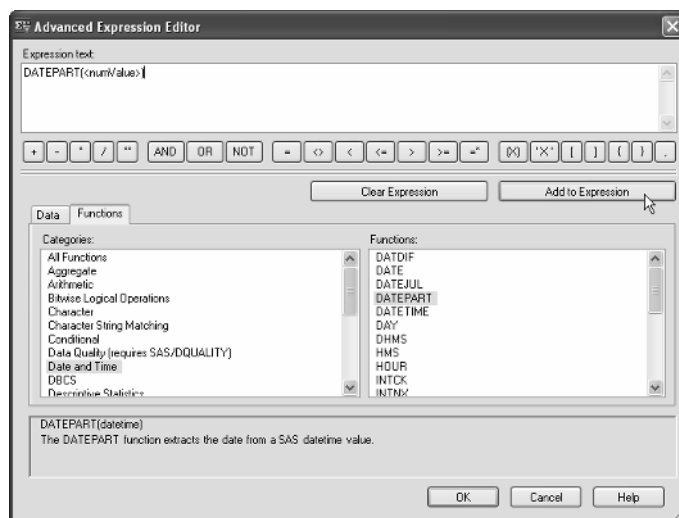 Advanced Expression Editor
Expression text:
DATEPART(<numValue>)
+ - * / ** AND OR NOT = <> < <= > >= =* (X) 'X' [ ] { } ,
Clear Expression Add to Expression
Data Functions
Categories:
All Functions
Aggregate
Arithmetic
Bitwise Logical Operations
Character
Character String Matching
Conditional
Data Quality (requires SAS/DQUALITY)
Date and Time
DBCS
Descriptive Statistics
Functions:
DATDIF
DATE
DATEJUL
DATEPART
DATETIME
DAY
DHMS
HMS
HOUR
INTCK
INTNX
DATEPART(datetime)
The DATEPART function extracts the date from a SAS datetime value.
OK Cancel Help